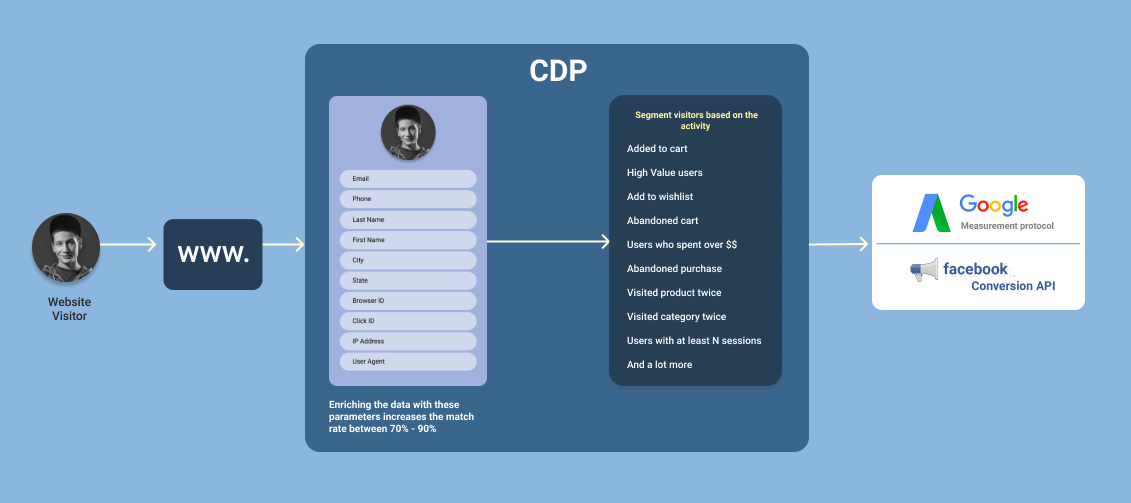 CDP
Website
Visitor
www.
Email
Phone
Last Name
First Name
City
State
Browser ID
Click ID
IP Address
User Agent
Enriching the data with these
parameters increases the match
rate between 70% - 90%
Segment visitors based on the
activity
Added to cart
High Value users
Add to wishlist
Abandoned cart
Users who spent over $$
Abandoned purchase
Visited product twice
Visited category twice
Users with at least N sessions
And a lot more
Google
Measurement protocol
facebook
Conversion API